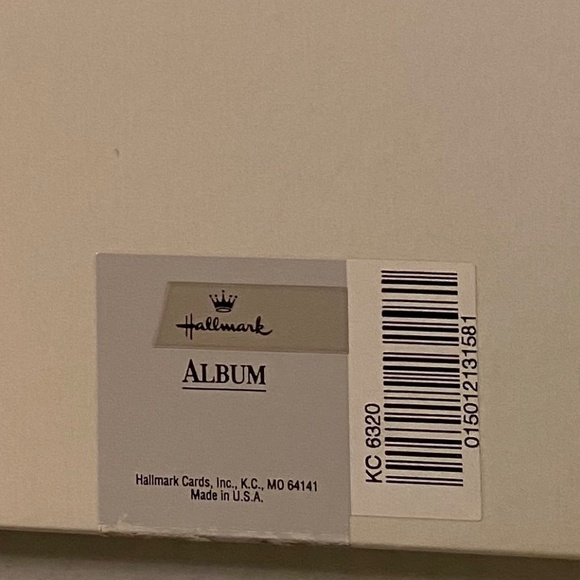 Hallmark
ALBUM
Hallmark Cards, Inc., K.C., MO 64141
Made in U.S.A.
KC 6320
015012131581